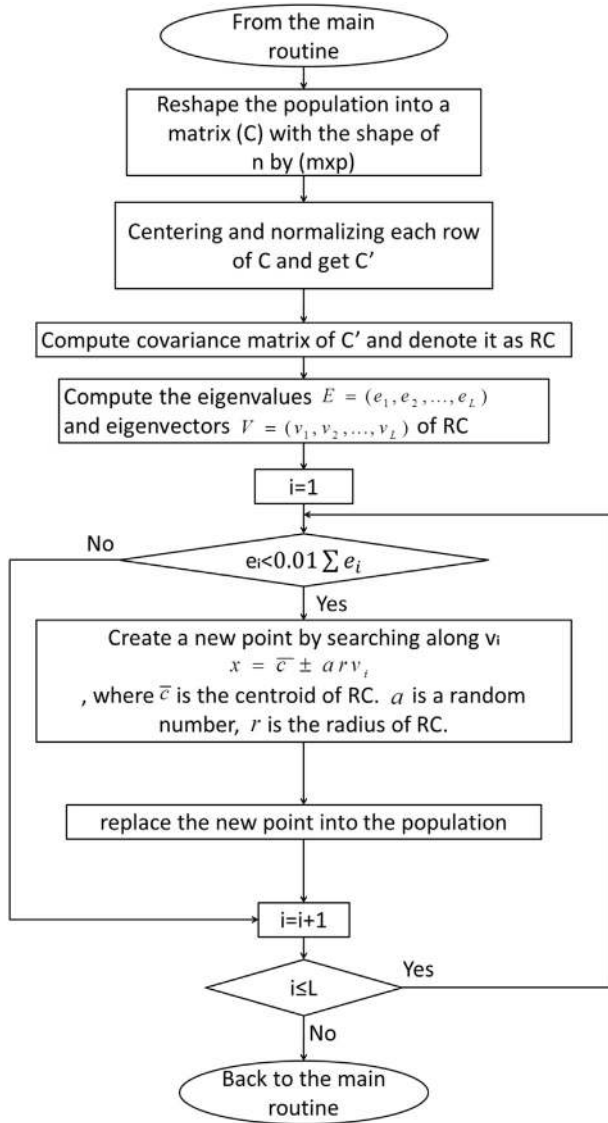 From the main
routine
Reshape the population into a
matrix (C) with the shape of
n by (mxp)
Centering and normalizing each row
of C and get C’
Compute covariance matrix of C’ and denote it as RC
Compute the eigenvalues E = (e₁, e₂, ..., e_L)
and eigenvectors V = (v₁, v₂, ..., v_L) of RC
i=1
No
eᵢ<0.01 ∑ eᵢ
Yes
Create a new point by searching along vᵢ
x = c̅ ± a r vᵢ
, where c̅ is the centroid of RC. a is a random
number, r is the radius of RC.
replace the new point into the population
i=i+1
Yes
i≤L
No
Back to the main
routine